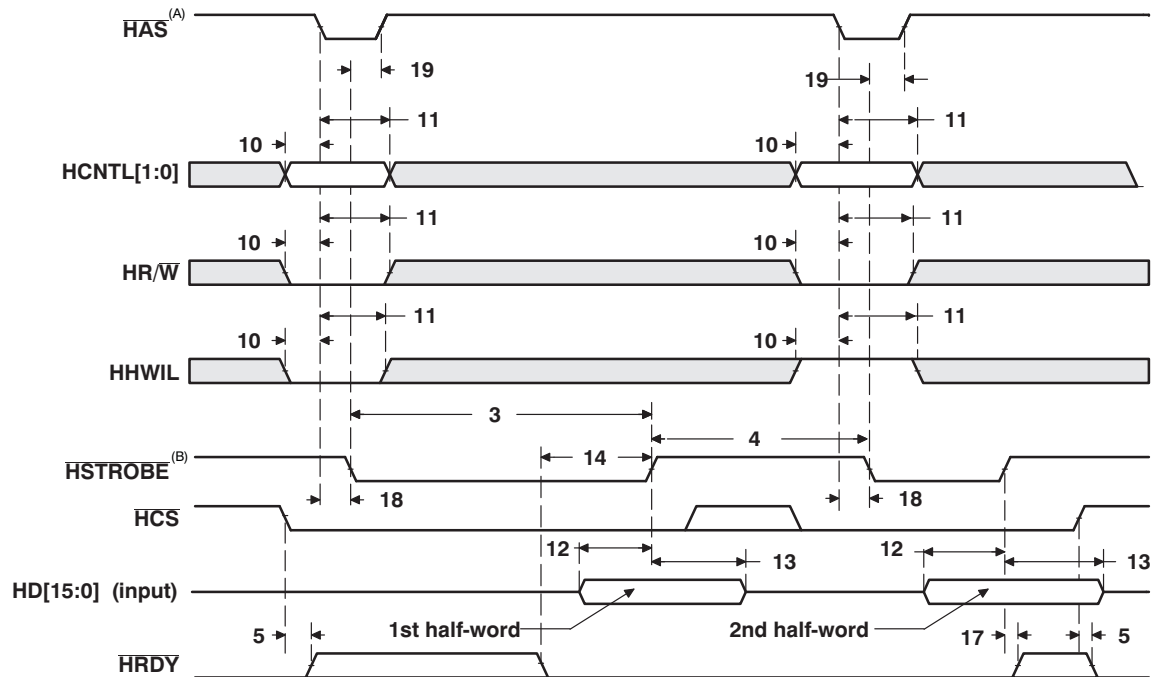 HAS (A)
19
19
11
11
10
10
HCNTL[1:0]
11
11
10
10
HR/W
11
11
10
10
HHWIL
3
4
14
HSTROBE (B)
18
18
HCS
12
13
12
13
HD[15:0] (input)
1st half-word
2nd half-word
5
17
5
HRDY